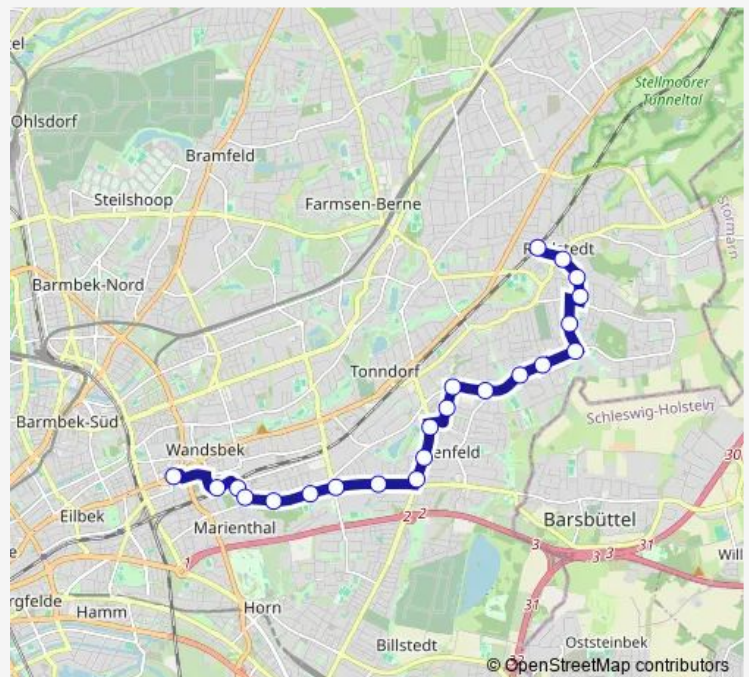 tel
Stellmoorer
Tunneltal
Ohlsdorf
Bramfeld
Steilshoop
Farmsen-Berne
Stormarn
Barmbek-Nord
Tonndorf
Schleswig-Holstein
Barmbek-Süd
Wandsbek
enfeld
30
Eilbek
Marienthal
2 2
Barsbüttel
3
3 3 31
Will
1
rgfelde
Hamm
Horn
31
Billstedt
Oststeinbek
© OpenStreetMap contributors